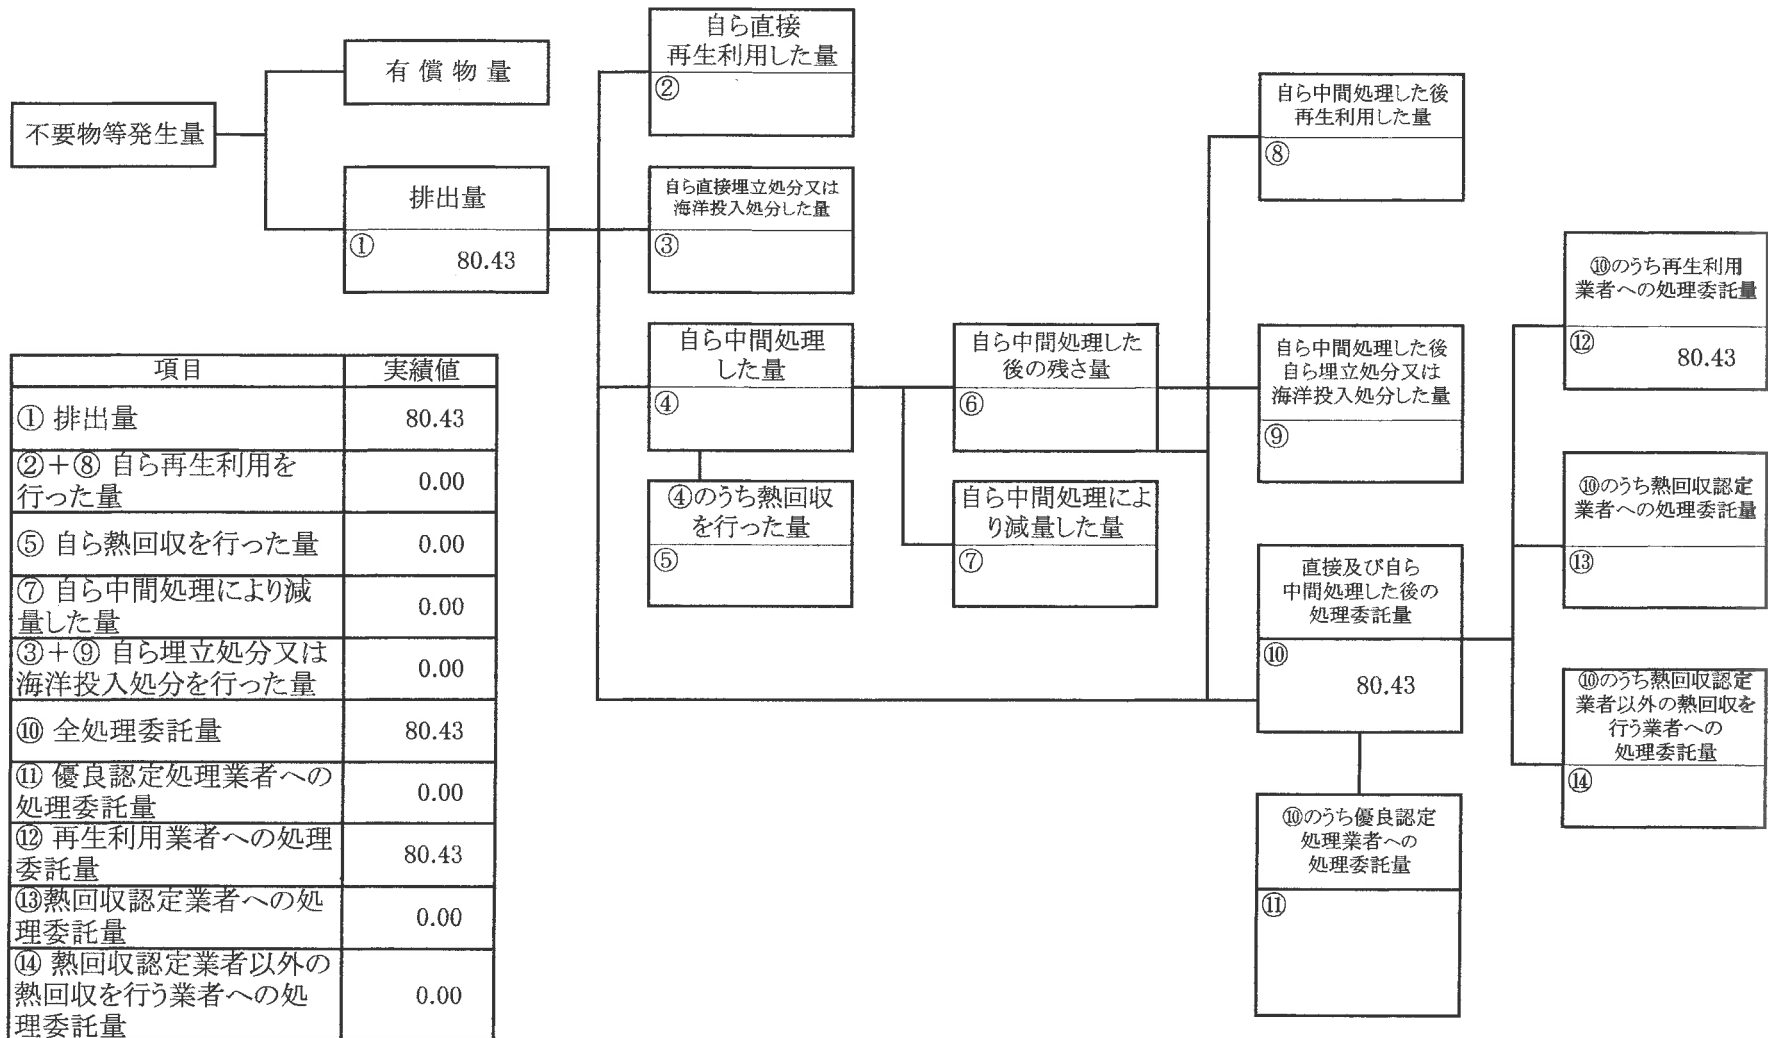 不要物等発生量
有償物量
排出量
①
80.43
自ら直接
再生利用した量
②
自ら直接埋立処分又は
海洋投入処分した量
③
自ら中間処理
した量
④
④のうち熱回収
を行った量
⑤
自ら中間処理した
後の残さ量
⑥
自ら中間処理によ
り減量した量
⑦
自ら中間処理した後
再生利用した量
⑧
自ら中間処理した後
自ら埋立処分又は
海洋投入処分した量
⑨
直接及び自ら
中間処理した後の
処理委託量
⑩
80.43
⑩のうち優良認定
処理業者への
処理委託量
⑪
⑩のうち再生利用
業者への処理委託量
⑫
80.43
⑩のうち熱回収認定
業者への処理委託量
⑬
⑩のうち熱回収認定
業者以外の熱回収を
行う業者への
処理委託量
⑭
項目 実績値
① 排出量 80.43
②+⑧ 自ら再生利用を
行った量 0.00
⑤ 自ら熱回収を行った量 0.00
⑦ 自ら中間処理により減
量した量 0.00
③+⑨ 自ら埋立処分又は
海洋投入処分を行った量 0.00
⑩ 全処理委託量 80.43
⑪ 優良認定処理業者への
処理委託量 0.00
⑫ 再生利用業者への処理
委託量 80.43
⑬熱回収認定業者への処
理委託量 0.00
⑭ 熱回収認定業者以外の
熱回収を行う業者への処
理委託量 0.00